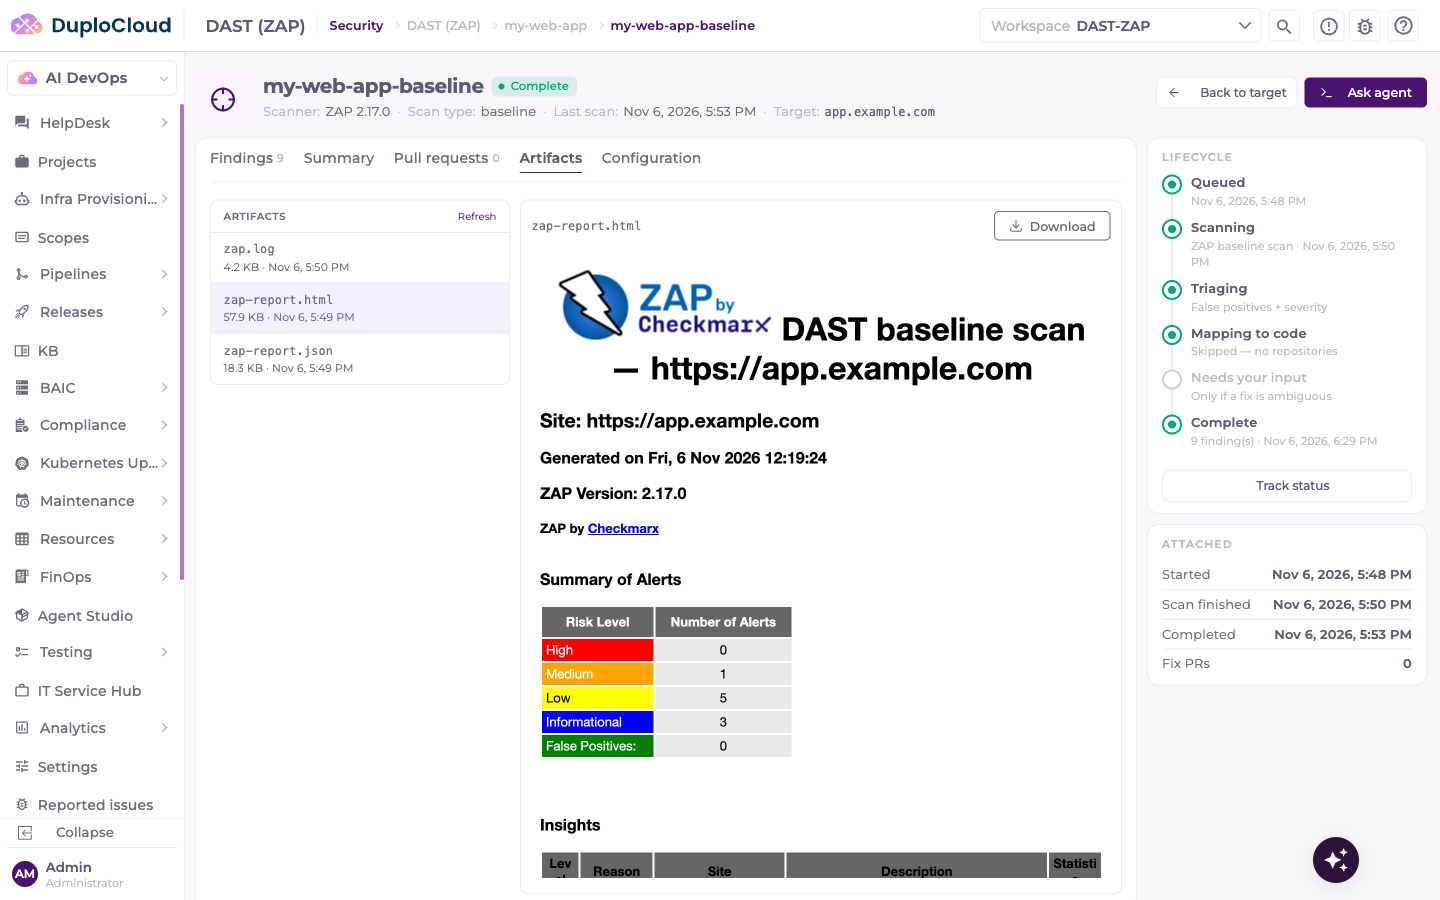 DuploCloud
DAST (ZAP)
Security
DAST (ZAP)
my-web-app
my-web-app-baseline
Workspace DAST-ZAP
AI DevOps
HelpDesk
Projects
Infra Provisioni...
Scopes
Pipelines
Releases
KB
BAIC
Compliance
Kubernetes Up...
Maintenance
Resources
FinOps
Agent Studio
Testing
IT Service Hub
Analytics
Settings
Reported issues
Collapse
AM
Admin
Administrator
my-web-app-baseline
Complete
Scanner: ZAP 2.17.0 · Scan type: baseline · Last scan: Nov 6, 2026, 5:53 PM · Target: app.example.com
Back to target
Ask agent
Findings 9
Summary
Pull requests 0
Artifacts
Configuration
ARTIFACTS
Refresh
zap.log
4.2 KB · Nov 6, 5:50 PM
zap-report.html
57.9 KB · Nov 6, 5:49 PM
zap-report.json
18.3 KB · Nov 6, 5:49 PM
zap-report.html
Download
ZAP by
Checkmarx
DAST baseline scan
— https://app.example.com
Site: https://app.example.com
Generated on Fri, 6 Nov 2026 12:19:24
ZAP Version: 2.17.0
ZAP by Checkmarx
Summary of Alerts
Risk Level Number of Alerts
High 0
Medium 1
Low 5
Informational 3
False Positives: 0
Insights
Lev
Reason Site Description Statisti
LIFECYCLE
Queued
Nov 6, 2026, 5:48 PM
Scanning
ZAP baseline scan · Nov 6, 2026, 5:50
PM
Triaging
False positives + severity
Mapping to code
Skipped — no repositories
Needs your input
Only if a fix is ambiguous
Complete
9 finding(s) · Nov 6, 2026, 6:29 PM
Track status
ATTACHED
Started Nov 6, 2026, 5:48 PM
Scan finished Nov 6, 2026, 5:50 PM
Completed Nov 6, 2026, 5:53 PM
Fix PRs 0